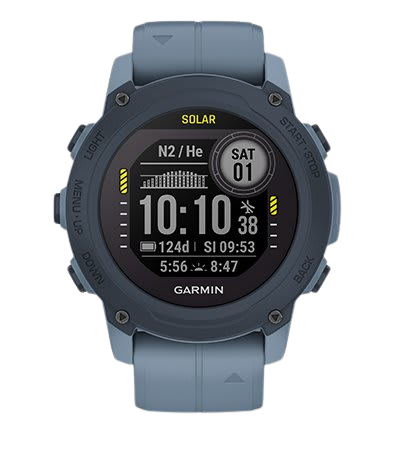 SOLAR
LIGHT
START·STOP
MENU·UP
DOWN
BACK
N2 / He
SAT
01
10:10 38
124d SI 09:53
5:56 8:47
GARMIN